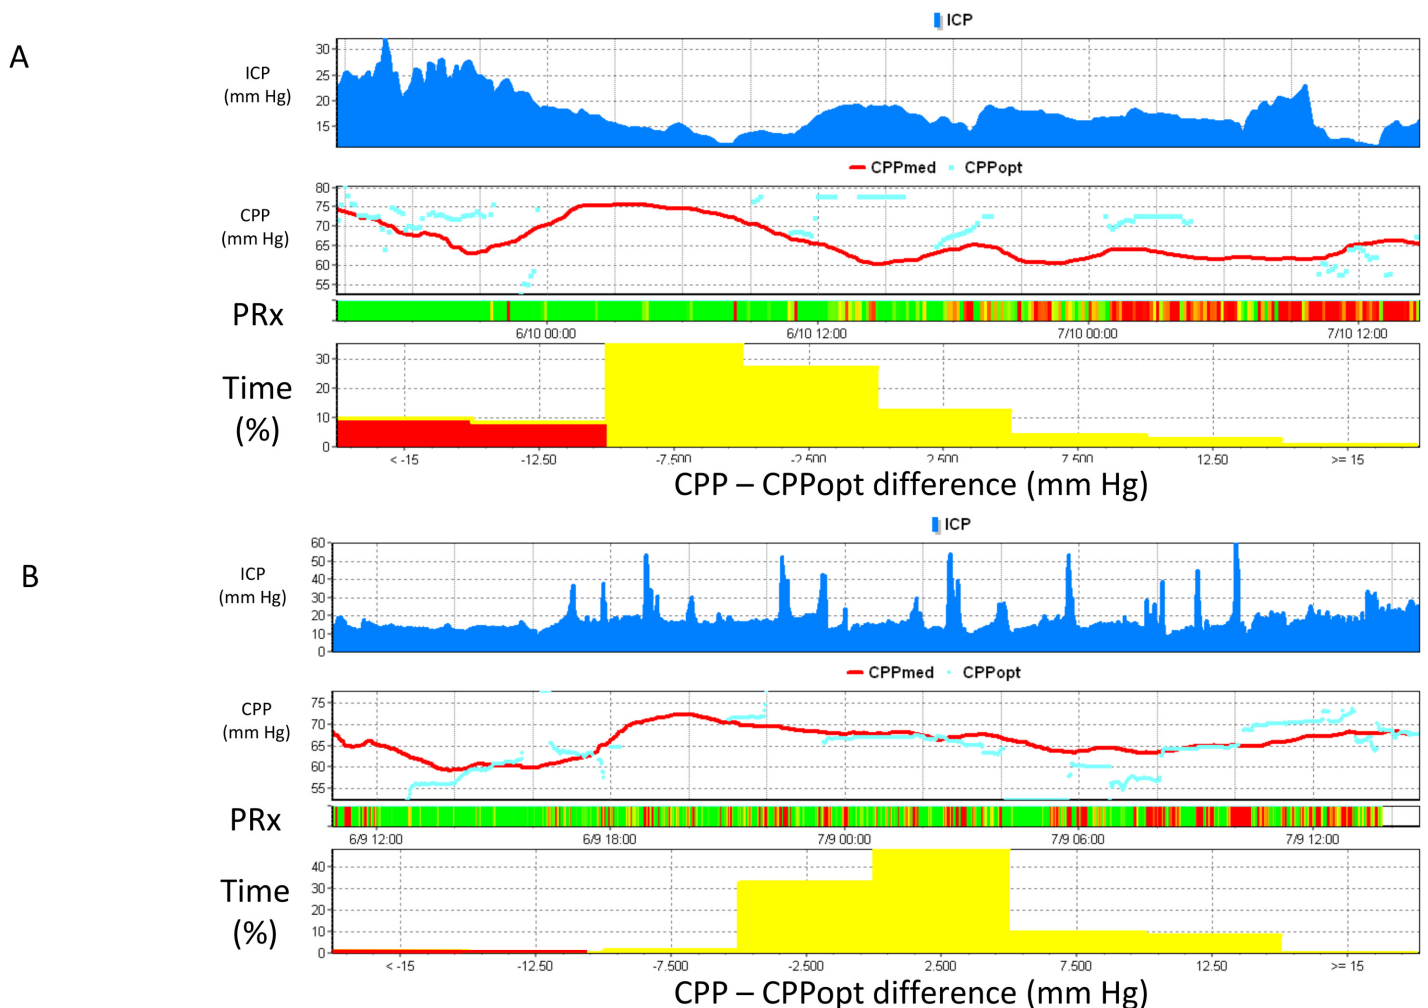 A
ICP
ICP
(mm Hg)
30
25
20
15
CPPmed CPPopt
CPP
(mm Hg)
80
75
70
65
60
55
PRx
6/10 00:00 6/10 12:00 7/10 00:00 7/10 12:00
Time
(%)
30
20
10
0
< -15 -12.50 -7.500 -2.500 2.500 7.500 12.50 >= 15
CPP – CPPopt difference (mm Hg)
B
ICP
ICP
(mm Hg)
60
50
40
30
20
10
0
CPPmed CPPopt
CPP
(mm Hg)
75
70
65
60
55
PRx
6/9 12:00 6/9 18:00 7/9 00:00 7/9 06:00 7/9 12:00
Time
(%)
40
30
20
10
0
< -15 -12.50 -7.500 -2.500 2.500 7.500 12.50 >= 15
CPP – CPPopt difference (mm Hg)